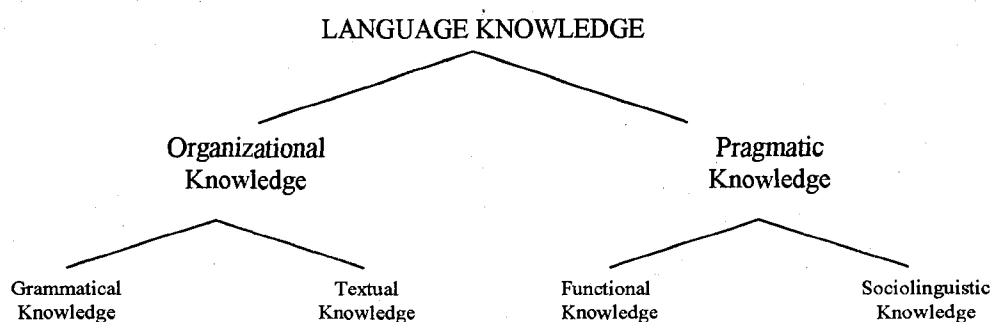 LANGUAGE KNOWLEDGE
Organizational
Knowledge
Pragmatic
Knowledge
Grammatical
Knowledge
Textual
Knowledge
Functional
Knowledge
Sociolinguistic
Knowledge